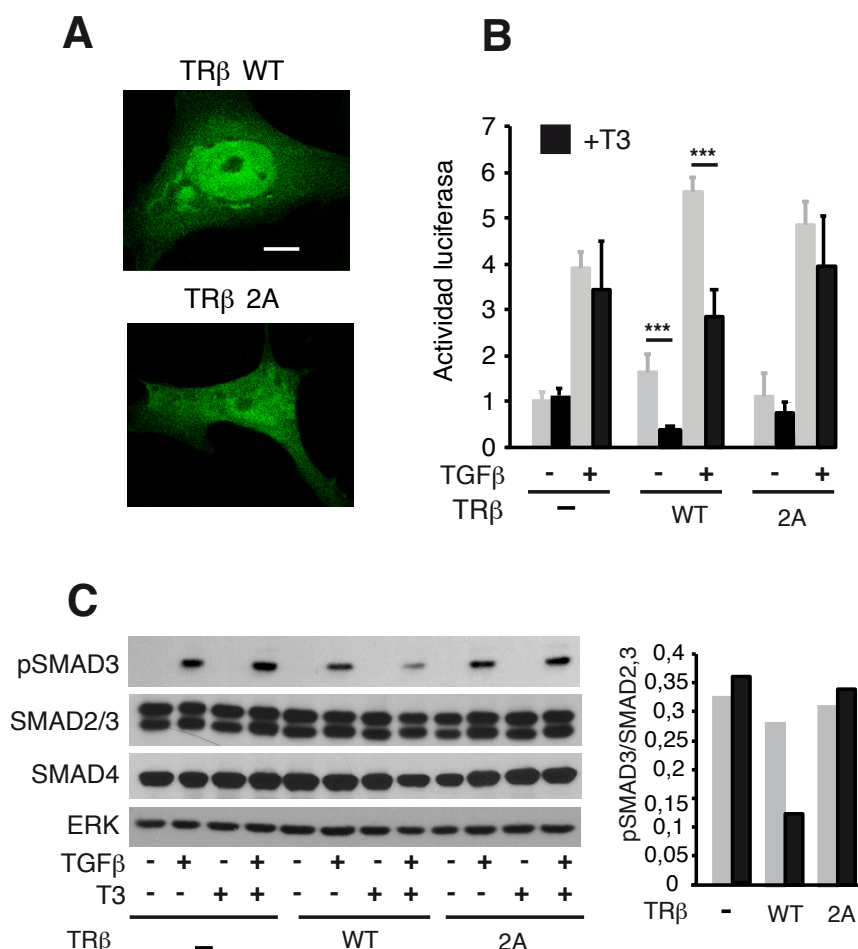 A
TRβ WT
TRβ 2A
B
+T3
***
***
Actividad luciferasa
7
6
5
4
3
2
1
0
TGFβ - + - + - +
TRβ – WT 2A
C
pSMAD3
SMAD2/3
SMAD4
ERK
TGFβ - + - + - + - + - + - +
T3 - - + + - - + + - - + +
TRβ – WT 2A
pSMAD3/SMAD2,3
0,4
0,35
0,3
0,25
0,2
0,15
0,1
0,05
0
TRβ - WT 2A